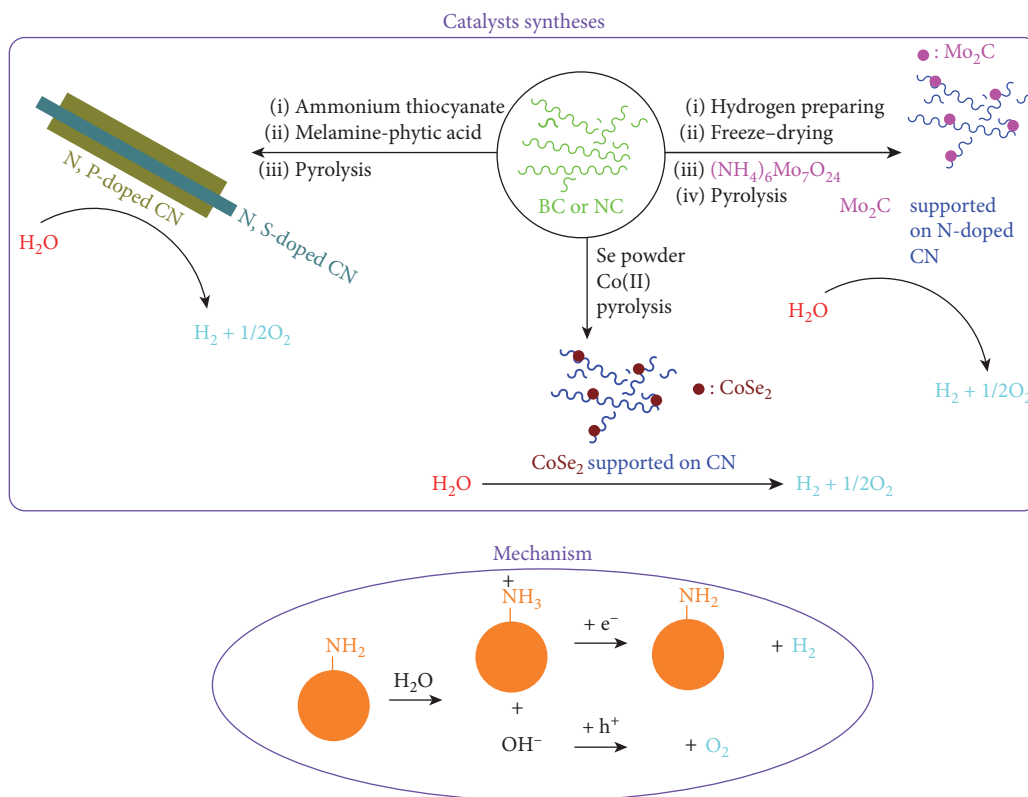 Catalysts syntheses
(i) Ammonium thiocyanate
(ii) Melamine-phytic acid
(iii) Pyrolysis
N, P-doped CN
N, S-doped CN
H₂O
H₂ + 1/2O₂
BC or NC
(i) Hydrogen preparing
(ii) Freeze–drying
(iii) (NH₄)₆Mo₇O₂₄
(iv) Pyrolysis
: Mo₂C
Mo₂C supported
on N-doped
CN
H₂O
H₂ + 1/2O₂
Se powder
Co(II)
pyrolysis
: CoSe₂
CoSe₂ supported on CN
H₂O
H₂ + 1/2O₂
Mechanism
NH₂
H₂O
+
NH₃
+ e⁻
NH₂
+ H₂
+
OH⁻
+ h⁺
+ O₂